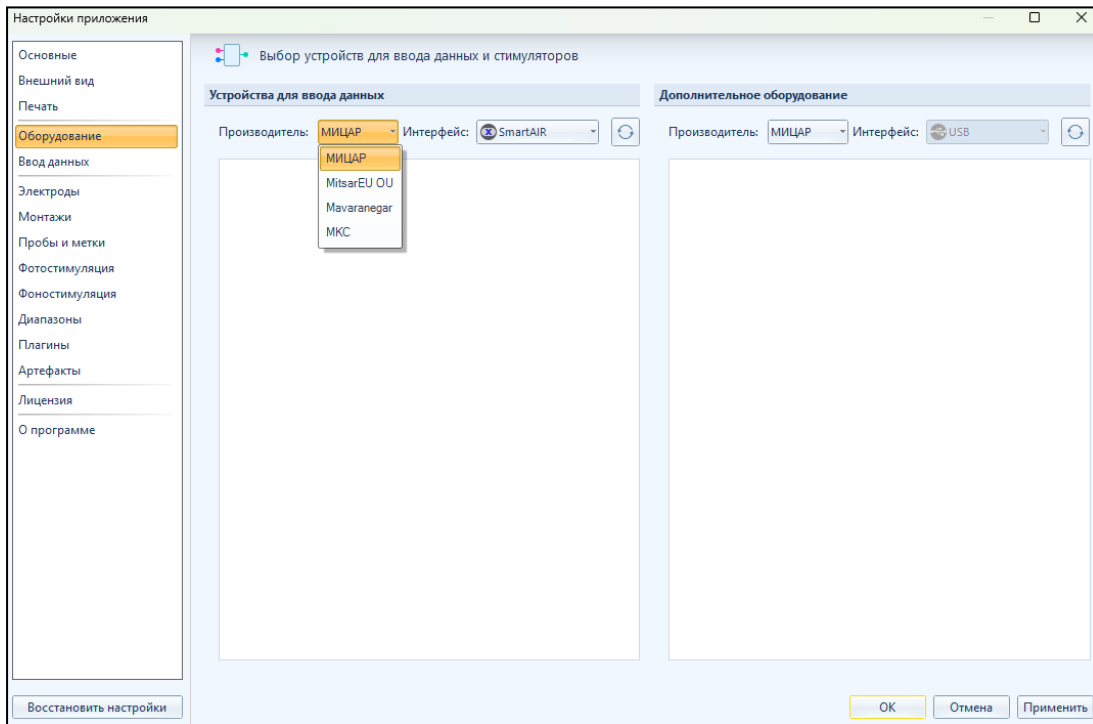 Настройки приложения
Основные
Внешний вид
Печать
Оборудование
Ввод данных
Электроды
Монтажи
Пробы и метки
Фотостимуляция
Фоностимуляция
Диапазоны
Плагины
Артефакты
Лицензия
О программе
Восстановить настройки
Выбор устройств для ввода данных и стимуляторов
Устройства для ввода данных
Производитель: МИЦАР Интерфейс: SmartAIR
МИЦАР
MitsarEU OU
Mavaranegar
МКС
Дополнительное оборудование
Производитель: МИЦАР Интерфейс: USB
OK Отмена Применить